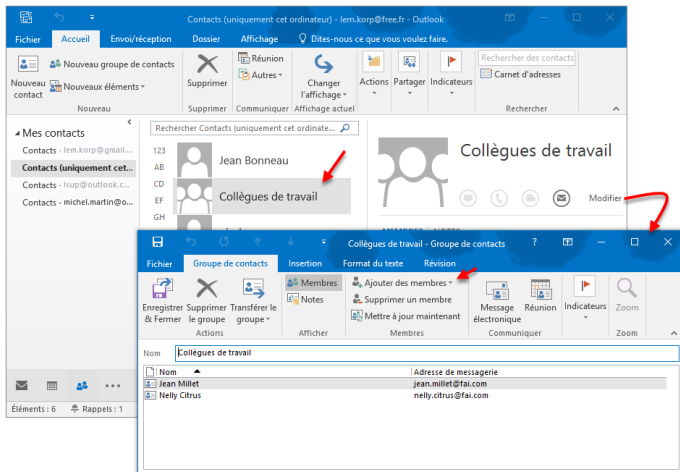 Contacts (uniquement cet ordinateur) - lem.korp@free.fr - Outlook
Fichier Accueil Envoi/réception Dossier Affichage Dites-nous ce que vous voulez faire.
Nouveau contact
Nouveau groupe de contacts
Nouveaux éléments
Nouveau
Supprimer
Supprimer
Réunion
Autres
Communiquer
Changer l'affichage
Affichage actuel
Actions
Partager
Indicateurs
Rechercher des contacts
Carnet d'adresses
Rechercher
Mes contacts
Contacts - lem.korp@gmail....
Contacts (uniquement cet...
Contacts - lsup@outlook.c...
Contacts - michel.martin@o...
Rechercher Contacts (uniquement cet ordinate...
123
AB
CD
EF
GH
Jean Bonneau
Collègues de travail
Collègues de travail
Modifier
Éléments : 6 Rappels : 1
Collègues de travail - Groupe de contacts ?
Fichier Groupe de contacts Insertion Format du texte Révision
Enregistrer & Fermer
Supprimer le groupe
Transférer le groupe
Actions
Membres
Notes
Afficher
Ajouter des membres
Supprimer un membre
Mettre à jour maintenant
Membres
Message électronique
Réunion
Communiquer
Indicateurs
Zoom
Zoom
Nom Collègues de travail
Nom Adresse de messagerie
Jean Millet jean.millet@fai.com
Nelly Citrus nelly.citrus@fai.com